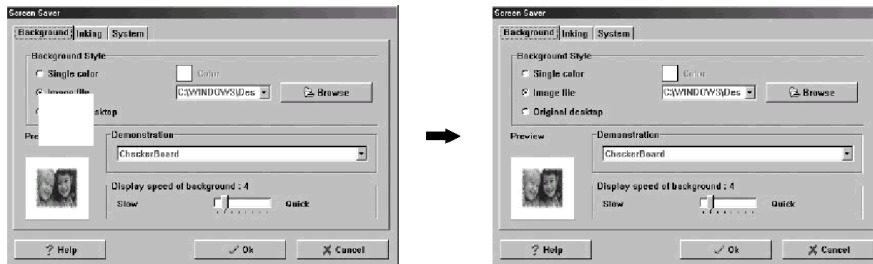 Screen Saver
Background Inking System
Background Style
Single color Color
Image file C:\WINDOWS\Des Browse
sktop
Pre Demonstration
CheckerBoard
Display speed of background : 4
Slow Quick
? Help Ok Cancel
Screen Saver
Background Inking System
Background Style
Single color Color
Image file C:\WINDOWS\Des Browse
Original desktop
Preview Demonstration
CheckerBoard
Display speed of background : 4
Slow Quick
? Help Ok Cancel